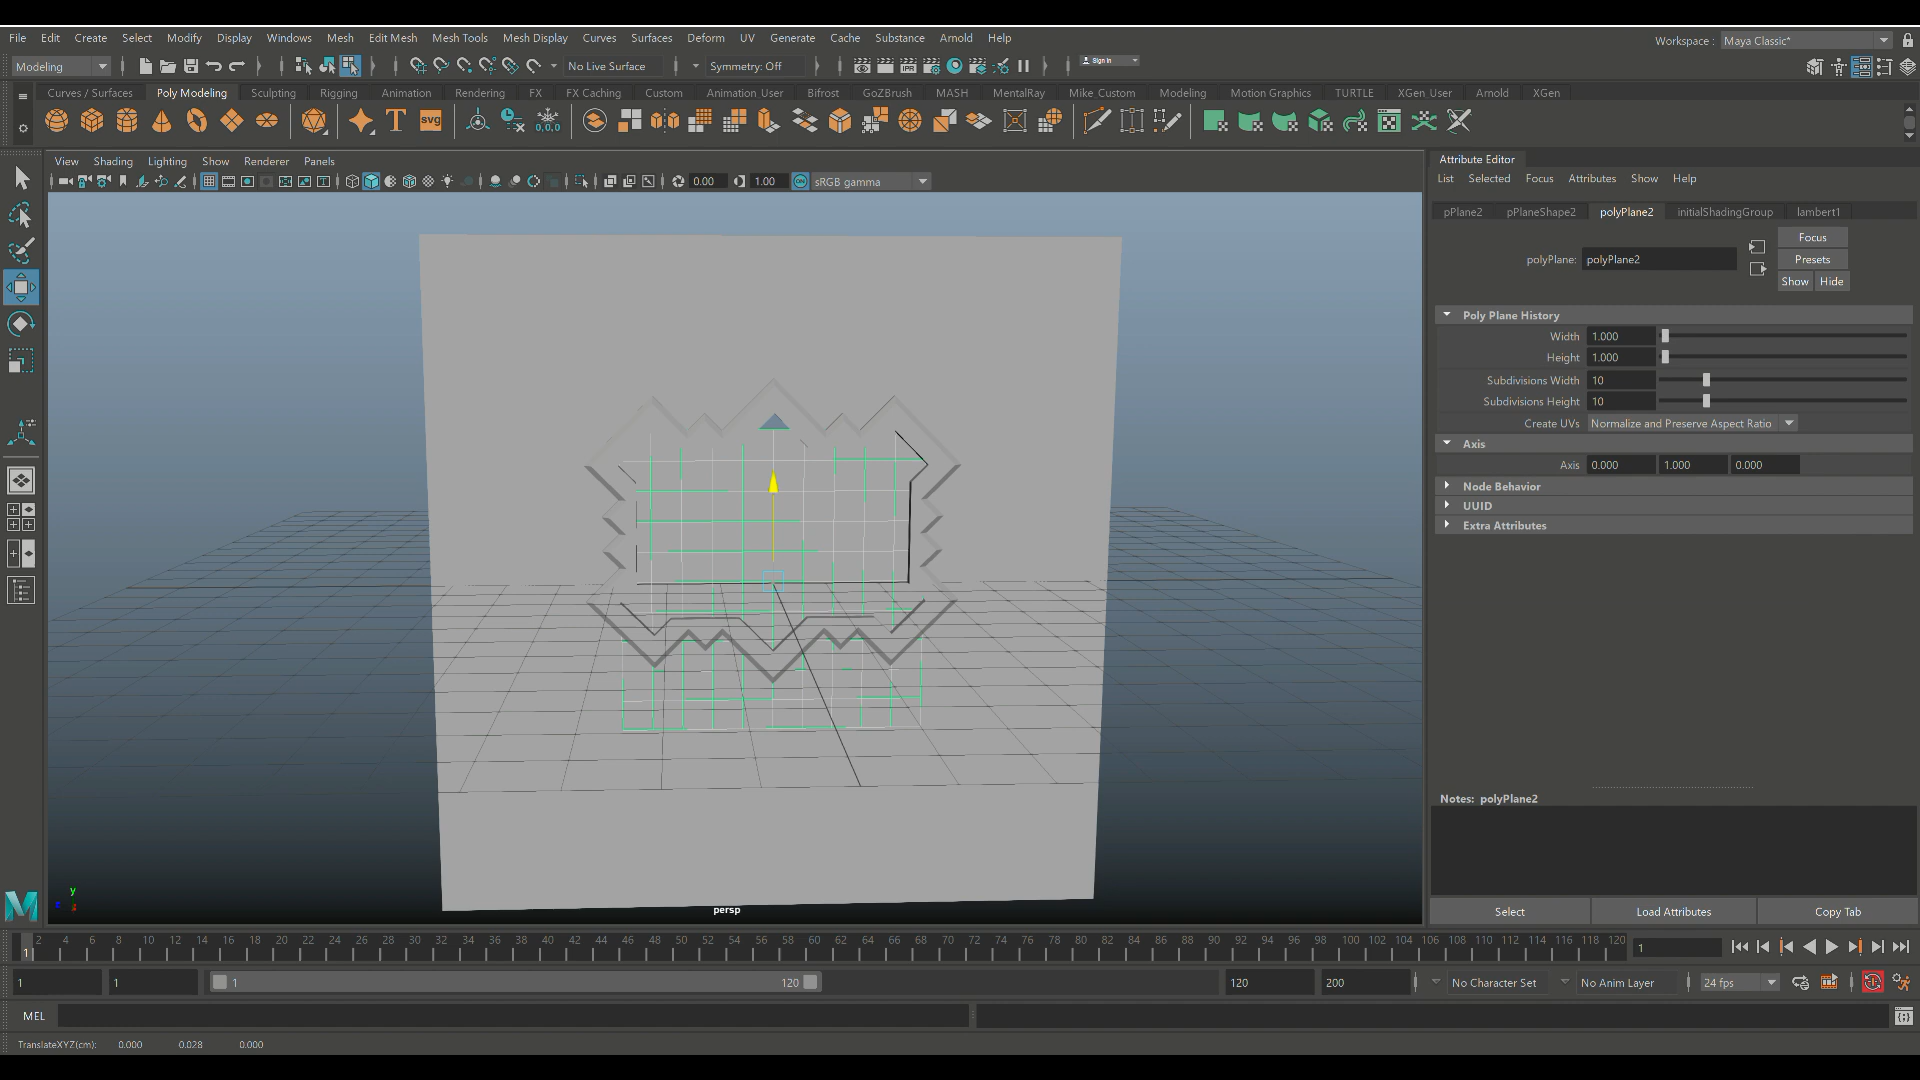 File Edit Create Select Modify Display Windows Mesh Edit Mesh Mesh Tools Mesh Display Curves Surfaces Deform UV Generate Cache Substance Arnold Help
Workspace : Maya Classic*
Modeling No Live Surface Symmetry: Off IPR Sign in
Curves / Surfaces Poly Modeling Sculpting Rigging Animation Rendering FX FX Caching Custom Animation_User Bifrost GoZBrush MASH MentalRay Mike_Custom Modeling Motion Graphics TURTLE XGen_User Arnold XGen
T svg 0,0,0
View Shading Lighting Show Renderer Panels
0.00 1.00 ON sRGB gamma
Attribute Editor
List Selected Focus Attributes Show Help
pPlane2 pPlaneShape2 polyPlane2 initialShadingGroup lambert1
polyPlane: polyPlane2
Focus
Presets
Show Hide
Poly Plane History
Width 1.000
Height 1.000
Subdivisions Width 10
Subdivisions Height 10
Create UVs Normalize and Preserve Aspect Ratio
Axis
Axis 0.000 1.000 0.000
Node Behavior
UUID
Extra Attributes
Notes: polyPlane2
Select Load Attributes Copy Tab
y
persp
2 4 6 8 10 12 14 16 18 20 22 24 26 28 30 32 34 36 38 40 42 44 46 48 50 52 54 56 58 60 62 64 66 68 70 72 74 76 78 80 82 84 86 88 90 92 94 96 98 100 102 104 106 108 110 112 114 116 118 120
1 1
1 1 1 120 120 200 No Character Set No Anim Layer 24 fps
MEL
TranslateXYZ(cm): 0.000 0.028 0.000